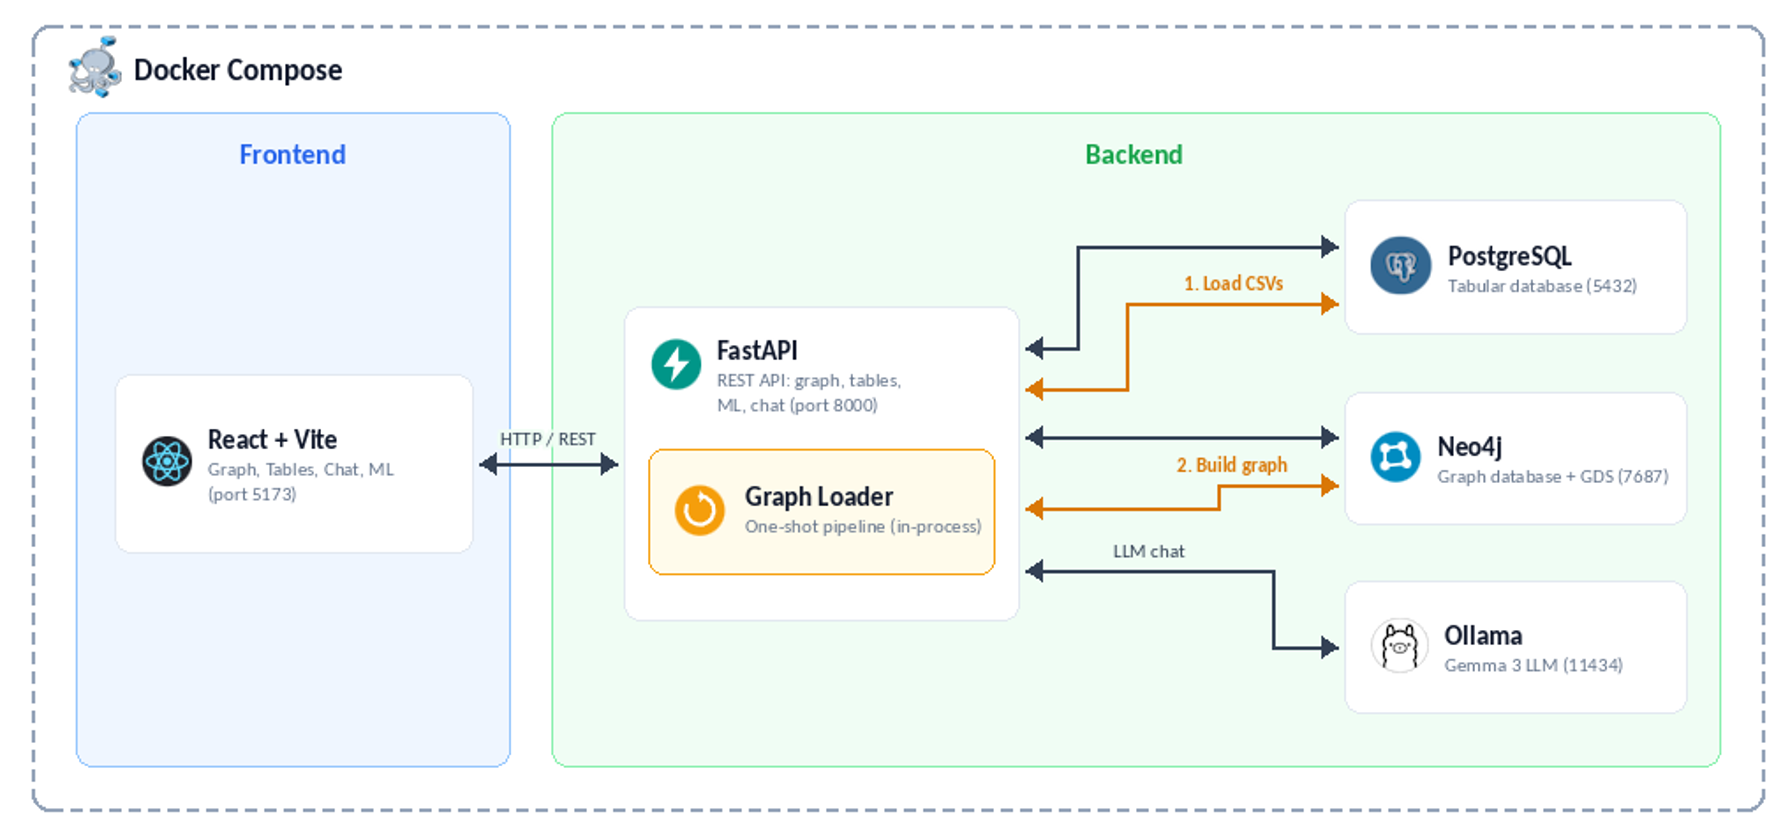 Docker Compose
Frontend
Backend
React + Vite
Graph, Tables, Chat, ML
(port 5173)
HTTP / REST
FastAPI
REST API: graph, tables,
ML, chat (port 8000)
Graph Loader
One-shot pipeline (in-process)
1. Load CSVs
2. Build graph
LLM chat
PostgreSQL
Tabular database (5432)
Neo4j
Graph database + GDS (7687)
Ollama
Gemma 3 LLM (11434)